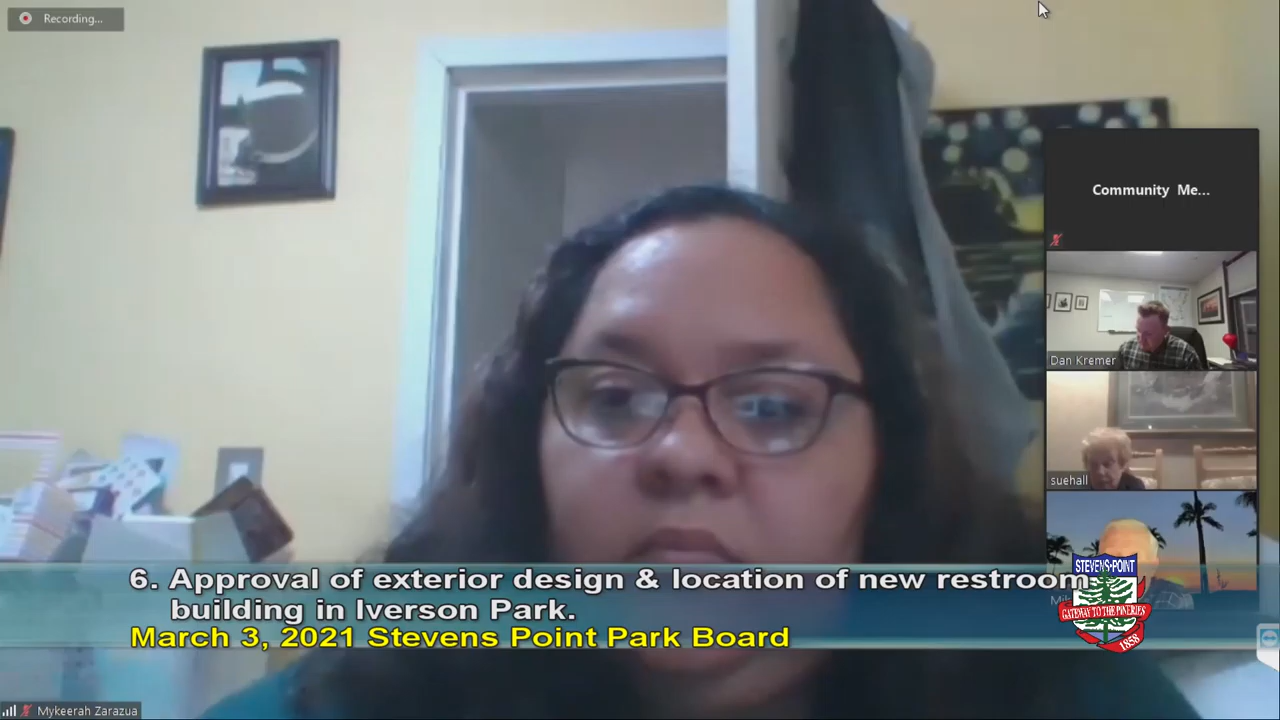 Recording...
Community Me...
Dan Kremer
suehall
6. Approval of exterior design & location of new restroom
building in Iverson Park.
March 3, 2021 Stevens Point Park Board
STEVENS POINT
GATEWAY TO THE PINERIES
1858
Mykeerah Zarazua